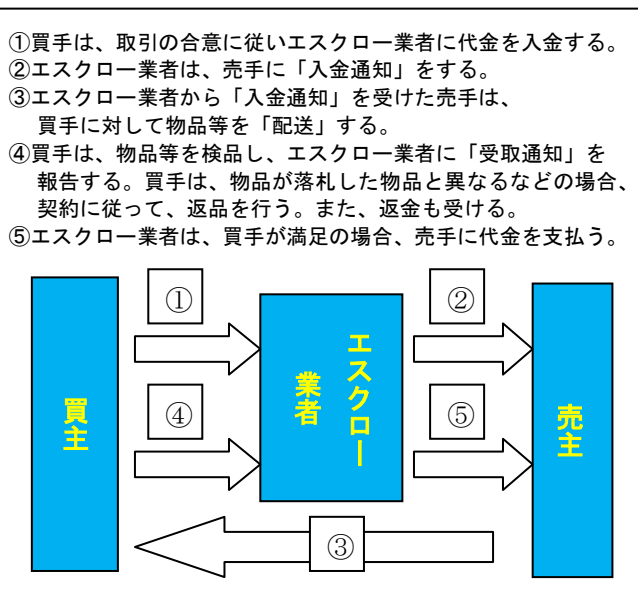 ①買手は、取引の合意に従いエスクロー業者に代金を入金する。
②エスクロー業者は、売手に「入金通知」をする。
③エスクロー業者から「入金通知」を受けた売手は、
買手に対して物品等を「配送」する。
④買手は、物品等を検品し、エスクロー業者に「受取通知」を
報告する。買手は、物品が落札した物品と異なるなどの場合、
契約に従って、返品を行う。また、返金も受ける。
⑤エスクロー業者は、買手が満足の場合、売手に代金を支払う。
①
②
買主
エスクロー
業者
売主
④
⑤
③